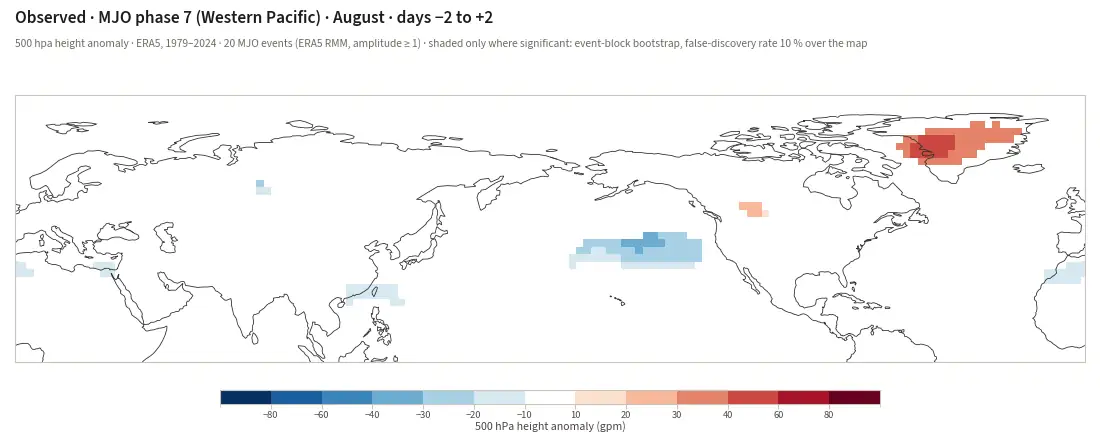 Observed · MJO phase 7 (Western Pacific) · August · days −2 to +2
500 hpa height anomaly · ERA5, 1979–2024 · 20 MJO events (ERA5 RMM, amplitude ≥ 1) · shaded only where significant: event-block bootstrap, false-discovery rate 10 % over the map
−80 −60 −40 −30 −20 −10 10 20 30 40 60 80
500 hPa height anomaly (gpm)